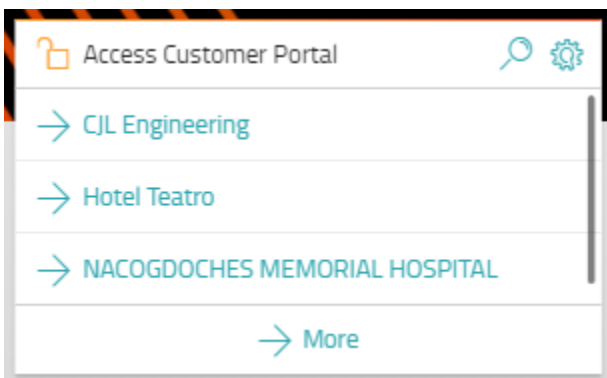 Access Customer Portal
CJL Engineering
Hotel Teatro
NACOGDOCHES MEMORIAL HOSPITAL
More